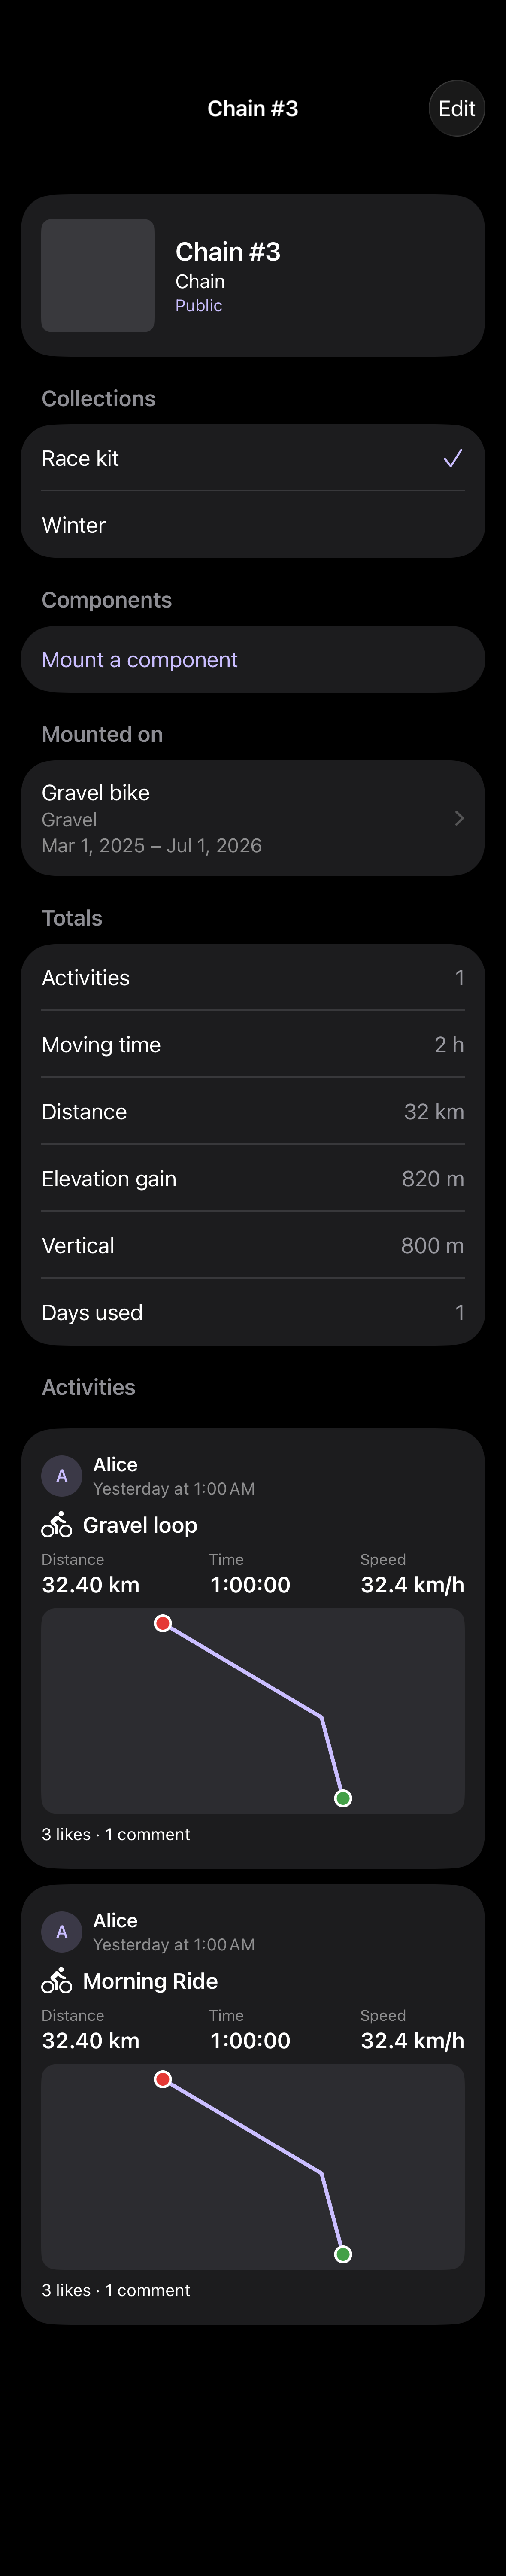 Chain #3
Edit
Chain #3
Chain
Public
Collections
Race kit
Winter
Components
Mount a component
Mounted on
Gravel bike
Gravel
Mar 1, 2025 – Jul 1, 2026
Totals
Activities 1
Moving time 2 h
Distance 32 km
Elevation gain 820 m
Vertical 800 m
Days used 1
Activities
A
Alice
Yesterday at 1:00 AM
Gravel loop
Distance Time Speed
32.40 km 1:00:00 32.4 km/h
3 likes · 1 comment
A
Alice
Yesterday at 1:00 AM
Morning Ride
Distance Time Speed
32.40 km 1:00:00 32.4 km/h
3 likes · 1 comment